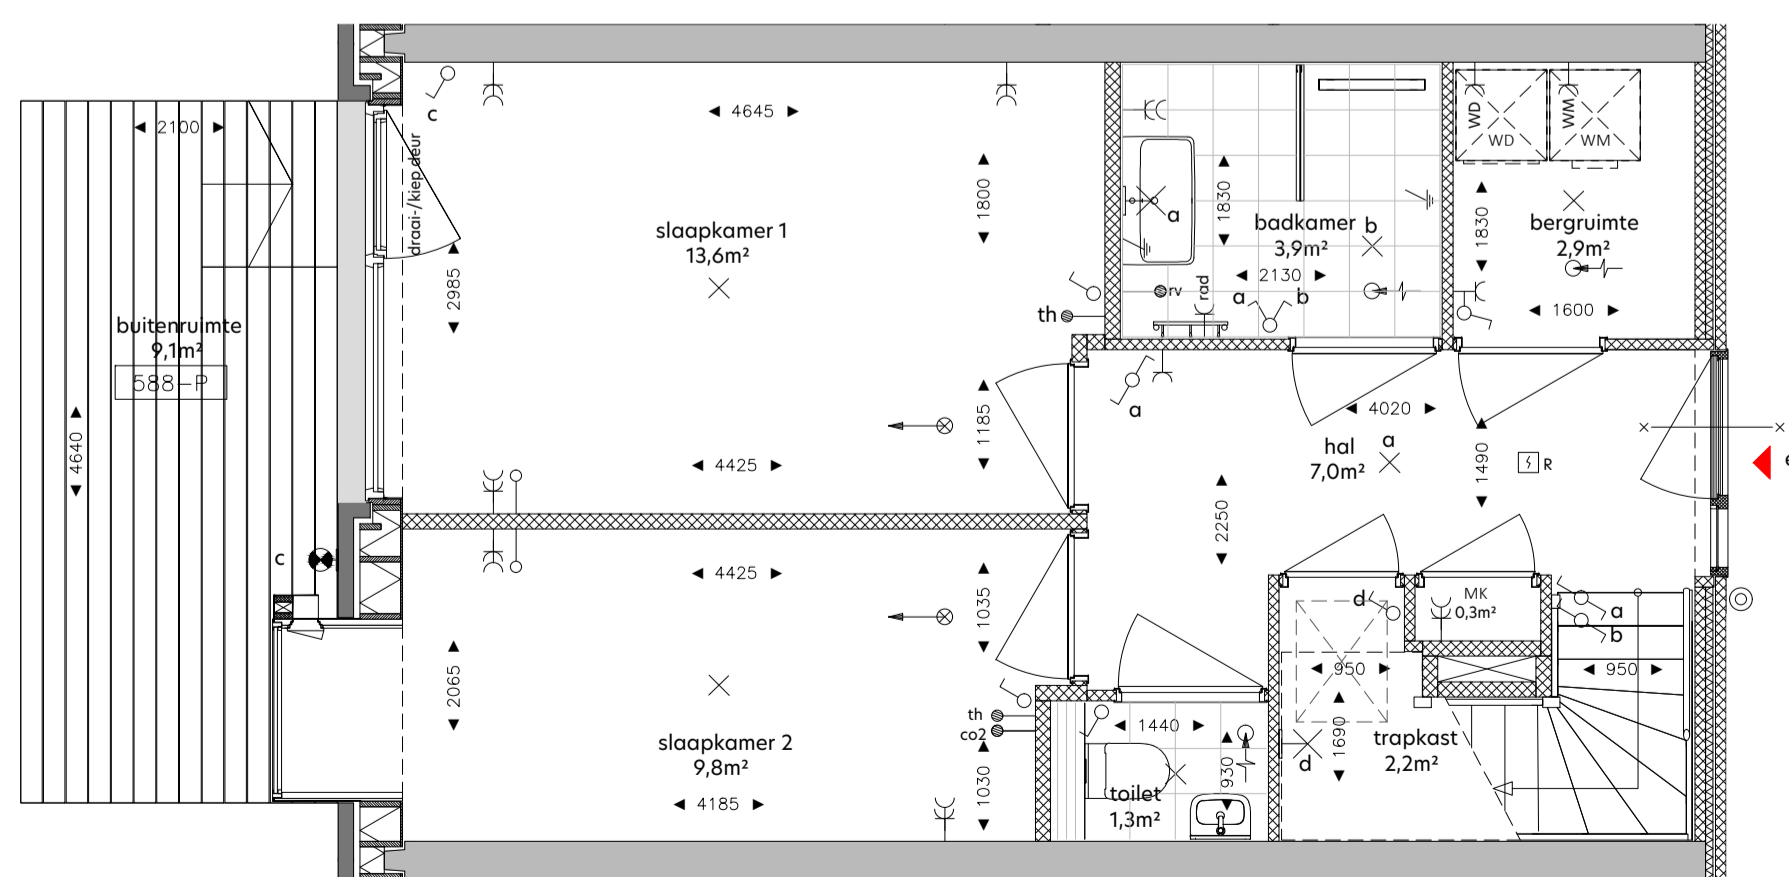 c
4645
2100
draai-/kiepdeur
1800
a
1830
WD
WD
WM
WM
slaapkamer 1
13,6m²
badkamer
3,9m²
b
1830
bergruimte
2,9m²
2985
2130
rv
rad
a
b
1600
th
buitenruimte
9,1m²
588-P
4640
1185
a
4020
hal
7,0m²
a
1490
R
e
4425
2250
c
4425
1035
d
MK
0,3m²
a
b
2065
950
950
th
co2
1440
1690
slaapkamer 2
9,8m²
1030
930
d
trapkast
2,2m²
4185
toilet
1,3m²